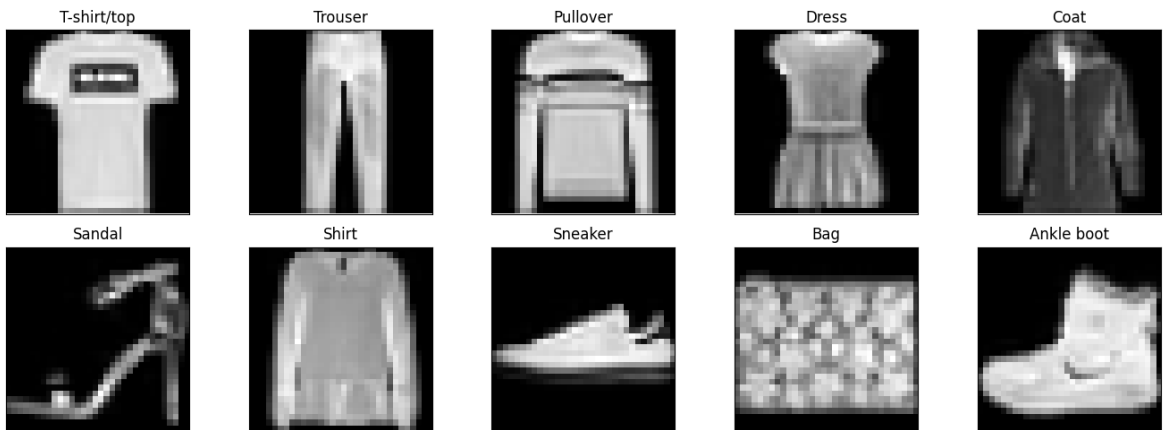 T-shirt/top
Trouser
Pullover
Dress
Coat
Sandal
Shirt
Sneaker
Bag
Ankle boot